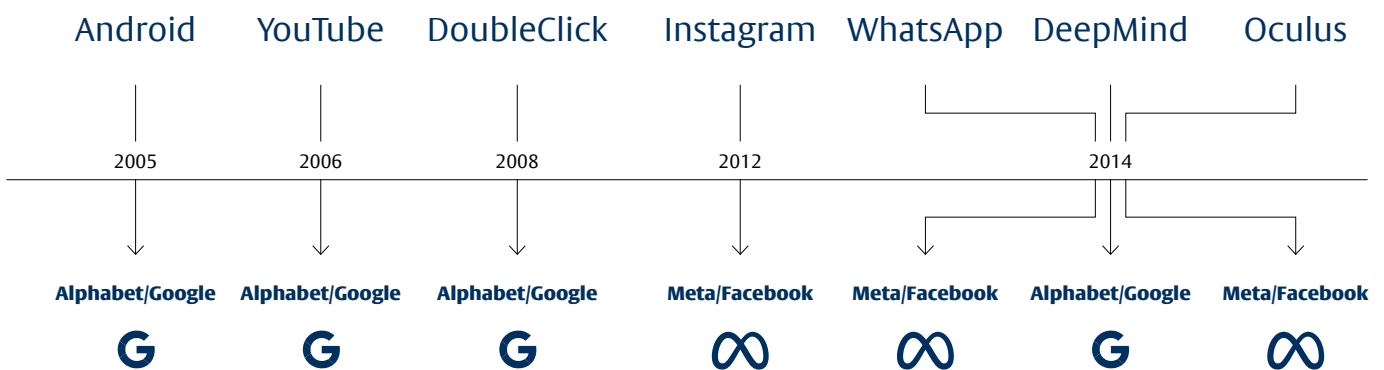 Android YouTube DoubleClick Instagram WhatsApp DeepMind Oculus
2005 2006 2008 2012 2014
Alphabet/Google Alphabet/Google Alphabet/Google Meta/Facebook Meta/Facebook Alphabet/Google Meta/Facebook